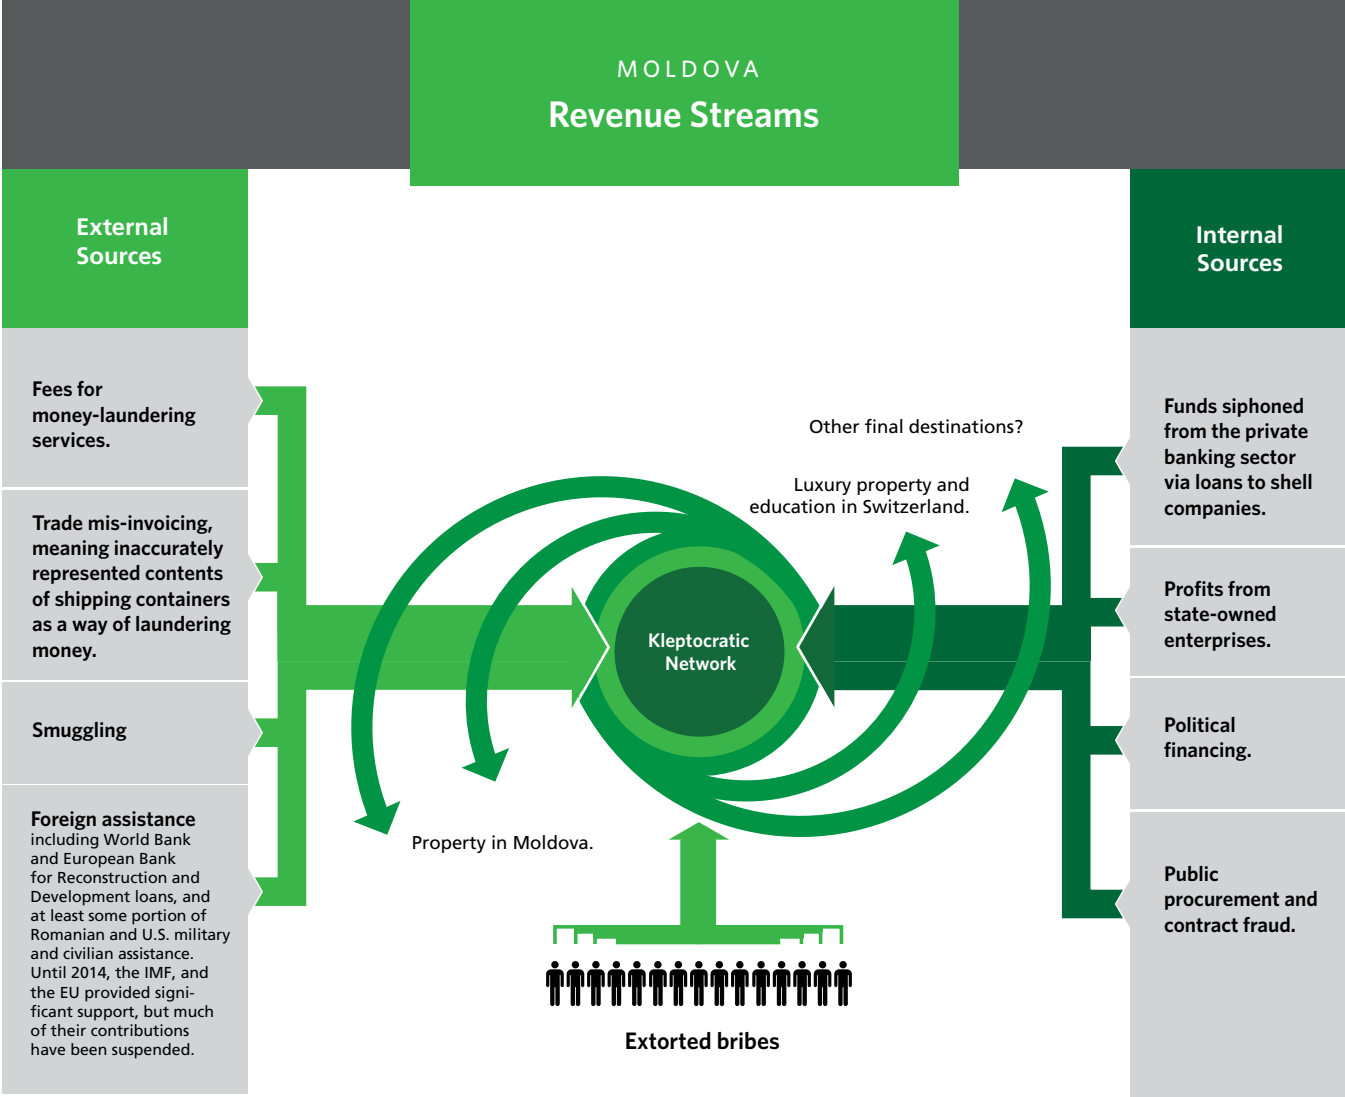 MOLDOVA
Revenue Streams
External
Sources
Fees for
money-laundering
services.
Trade mis-invoicing,
meaning inaccurately
represented contents
of shipping containers
as a way of laundering
money.
Smuggling
Foreign assistance
including World Bank
and European Bank
for Reconstruction and
Development loans, and
at least some portion of
Romanian and U.S. military
and civilian assistance.
Until 2014, the IMF, and
the EU provided signi-
ficant support, but much
of their contributions
have been suspended.
Other final destinations?
Luxury property and
education in Switzerland.
Kleptocratic
Network
Property in Moldova.
Extorted bribes
Internal
Sources
Funds siphoned
from the private
banking sector
via loans to shell
companies.
Profits from
state-owned
enterprises.
Political
financing.
Public
procurement and
contract fraud.